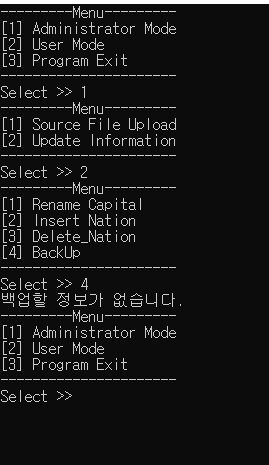 ---------Menu---------
[1] Administrator Mode
[2] User Mode
[3] Program Exit
----------------------
Select >> 1
---------Menu---------
[1] Source File Upload
[2] Update Information
----------------------
Select >> 2
---------Menu---------
[1] Rename Capital
[2] Insert Nation
[3] Delete_Nation
[4] BackUp
----------------------
Select >> 4
백업할 정보가 없습니다.
---------Menu---------
[1] Administrator Mode
[2] User Mode
[3] Program Exit
----------------------
Select >>